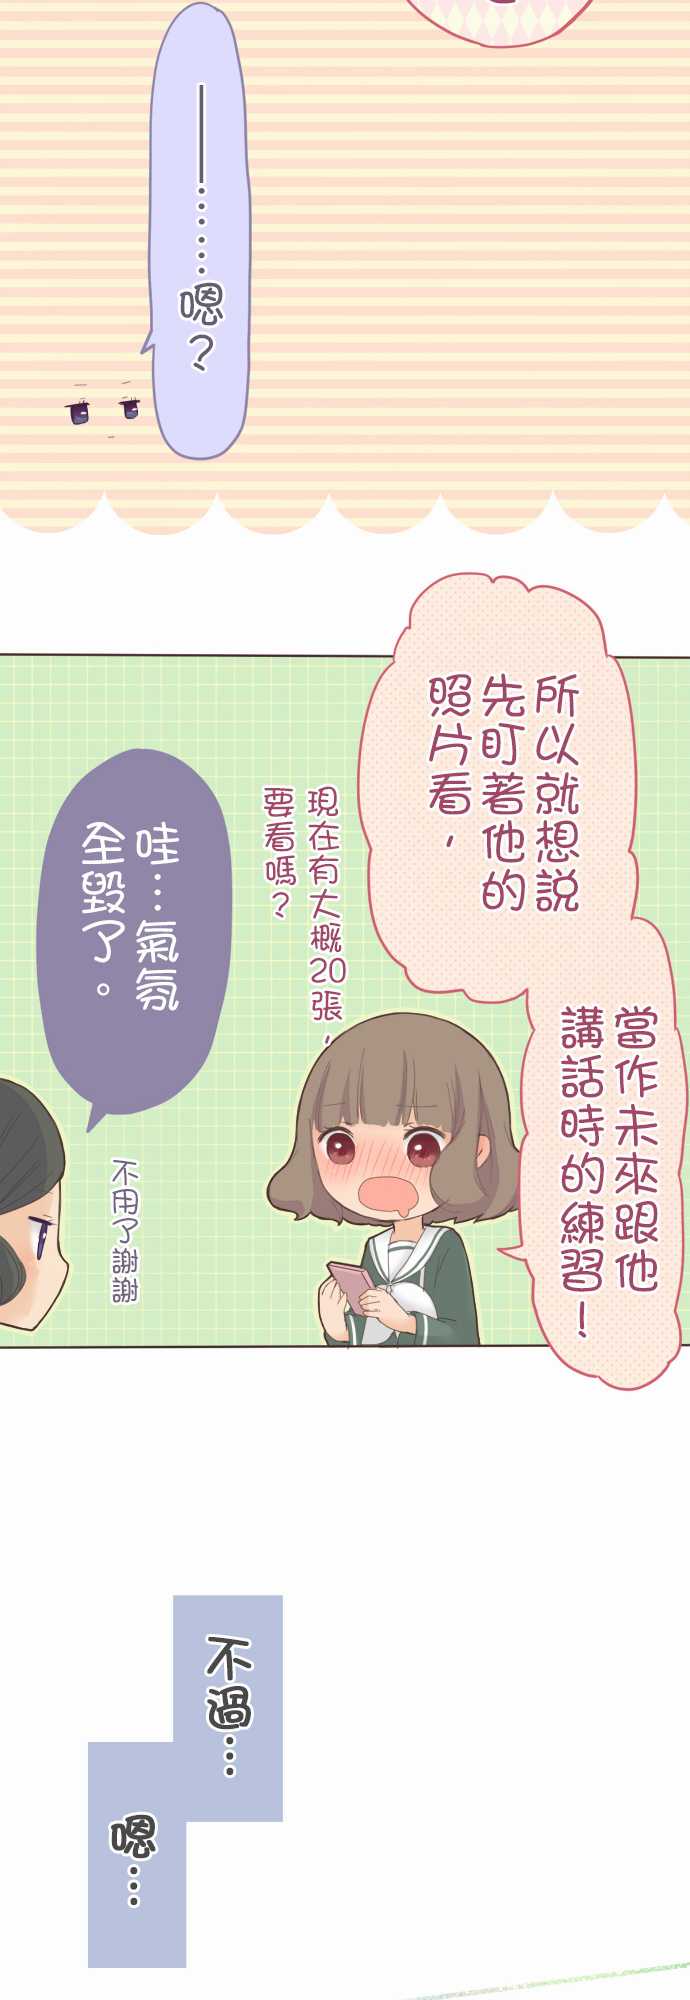 ——……嗯？
所以就想說
先盯著他的
照片看，
當作未來跟他
講話時的練習！
現在有大概20張，
要看嗎？
哇…氣氛
全毀了。
不用了謝謝
不過…
嗯…